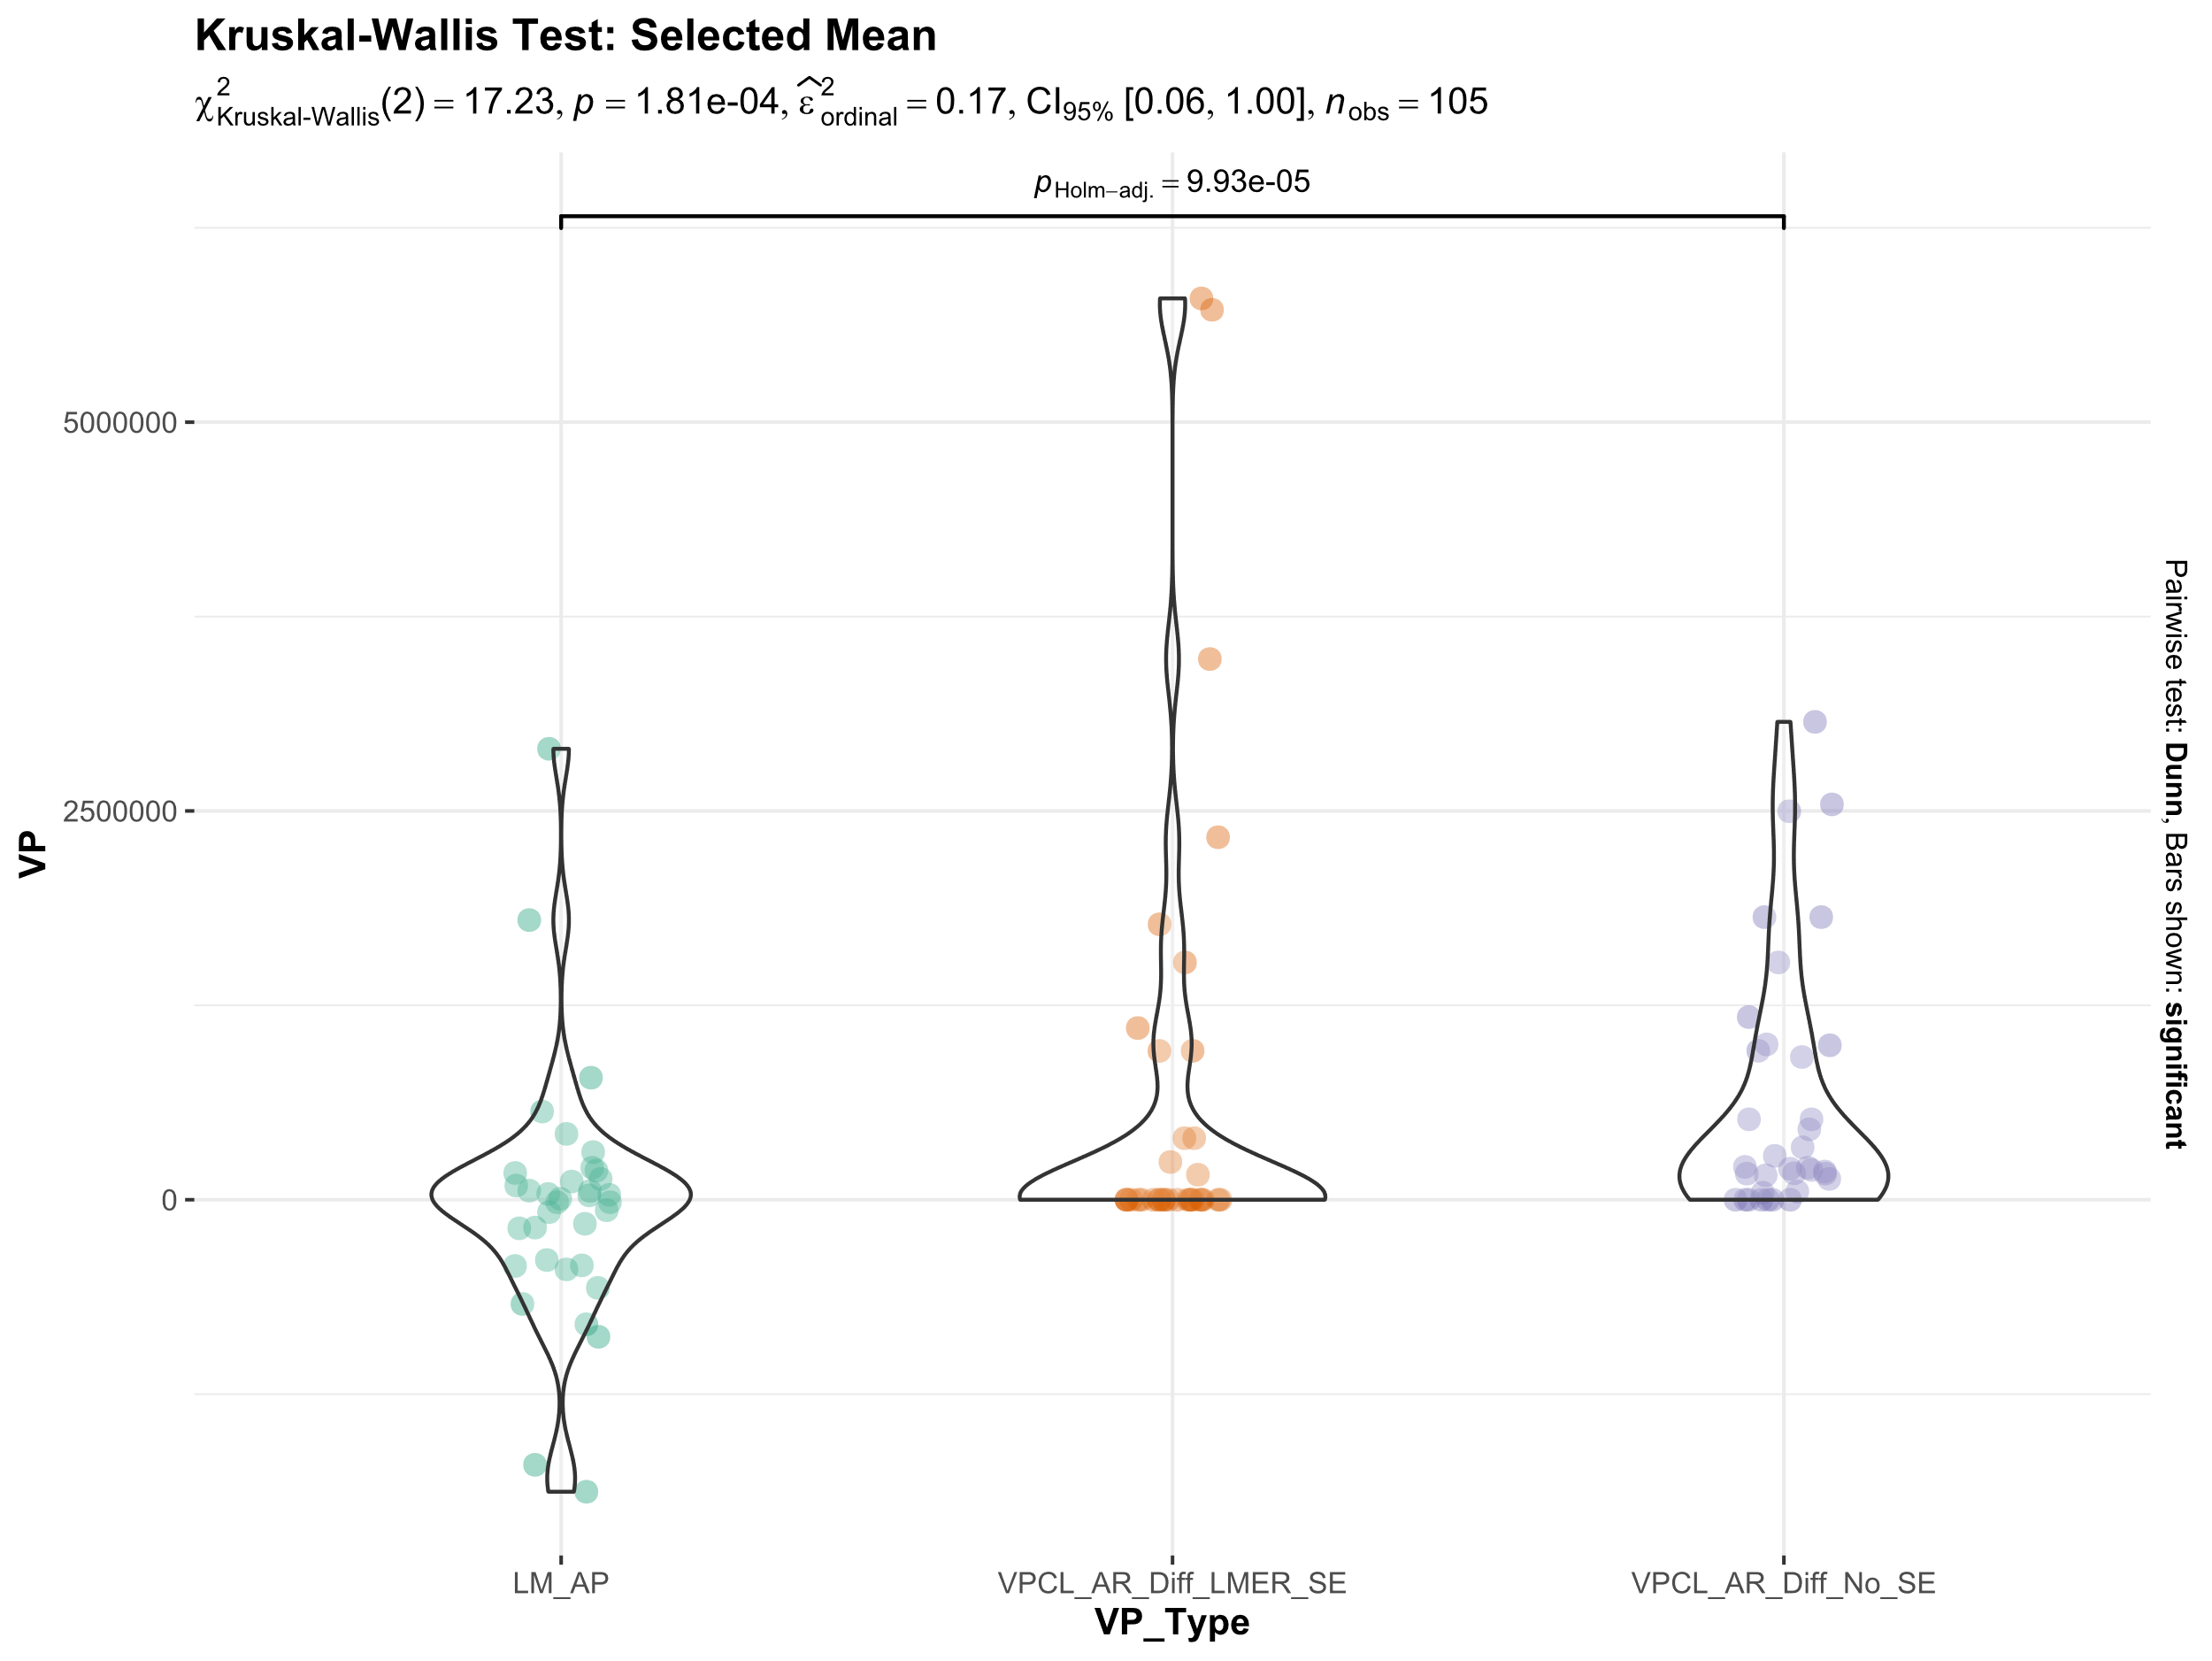 Kruskal-Wallis Test: Selected Mean
χ²Kruskal-Wallis(2) = 17.23, p = 1.81e-04, ε̂²ordinal = 0.17, CI95% [0.06, 1.00], nobs = 105
pHolm−adj. = 9.93e-05
5000000
2500000
0
VP
LM_AP
VPCL_AR_Diff_LMER_SE
VPCL_AR_Diff_No_SE
VP_Type
Pairwise test: Dunn, Bars shown: significant